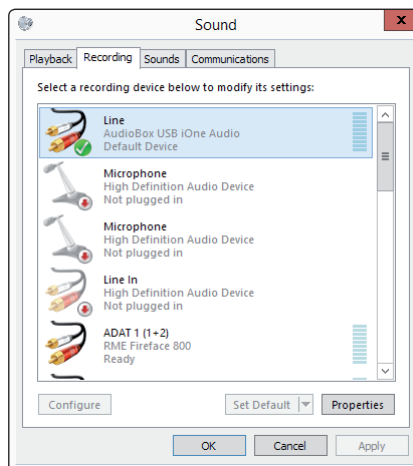 Sound
x
Playback Recording Sounds Communications
Select a recording device below to modify its settings:
Line
AudioBox USB iOne Audio
Default Device
Microphone
High Definition Audio Device
Not plugged in
Microphone
High Definition Audio Device
Not plugged in
Line In
High Definition Audio Device
Not plugged in
ADAT 1 (1+2)
RME Fireface 800
Ready
Configure Set Default Properties
OK Cancel Apply